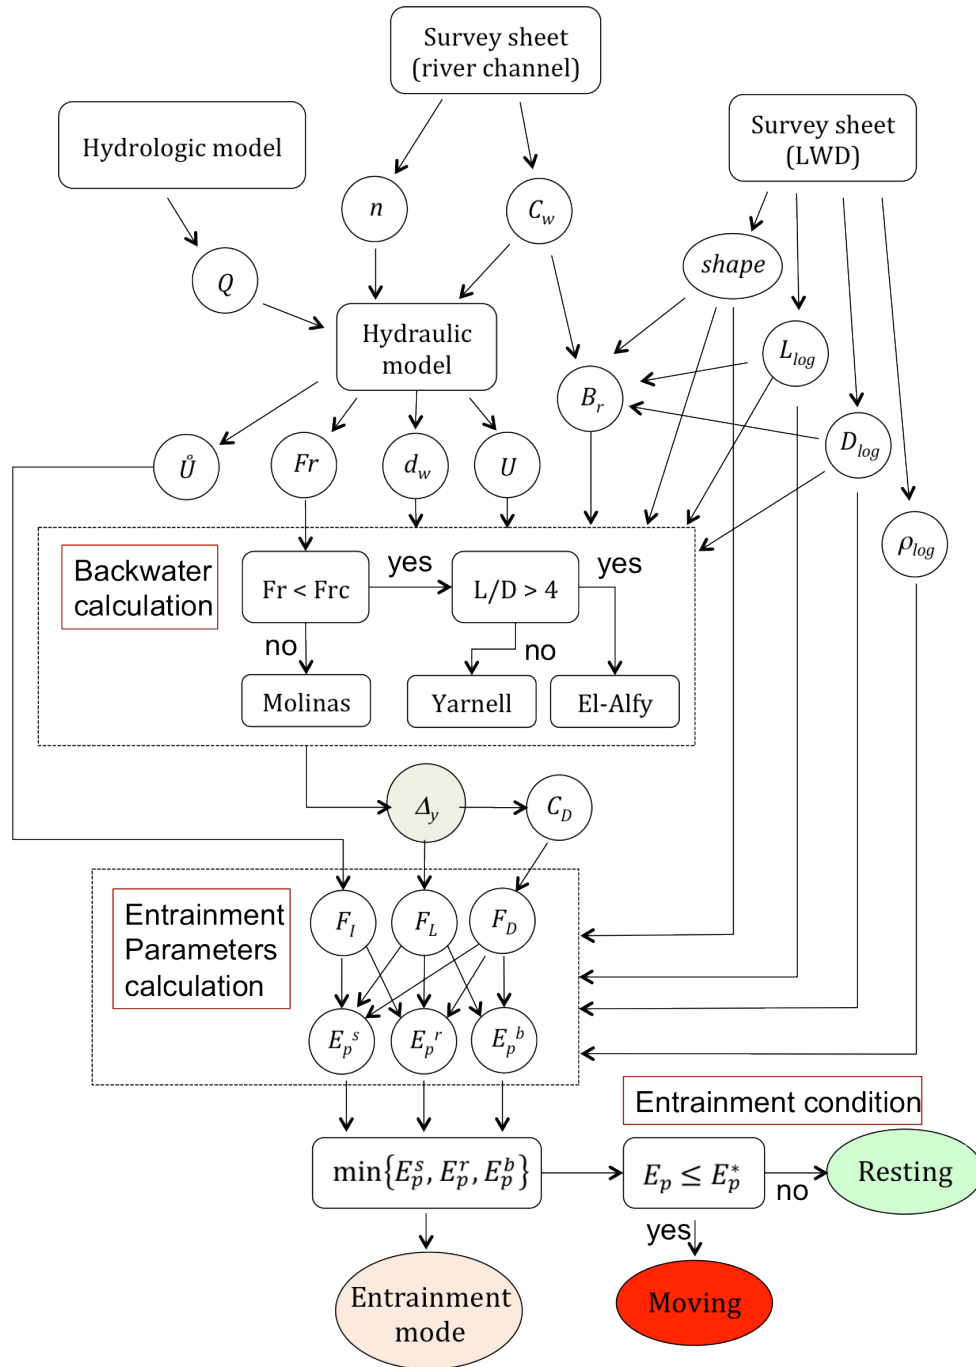 Survey sheet
(river channel)
Hydrologic model
Survey sheet
(LWD)
n
C_w
shape
Q
Hydraulic
model
L_log
B_r
D_log
Ů
Fr
d_w
U
ρ_log
Backwater
calculation
Fr < Frc
yes
L/D > 4
yes
no
no
Molinas
Yarnell
El-Alfy
Δ_y
C_D
Entrainment
Parameters
calculation
F_I
F_L
F_D
E_p^s
E_p^r
E_p^b
Entrainment condition
min{E_p^s, E_p^r, E_p^b}
E_p ≤ E_p^*
no
Resting
yes
Entrainment
mode
Moving